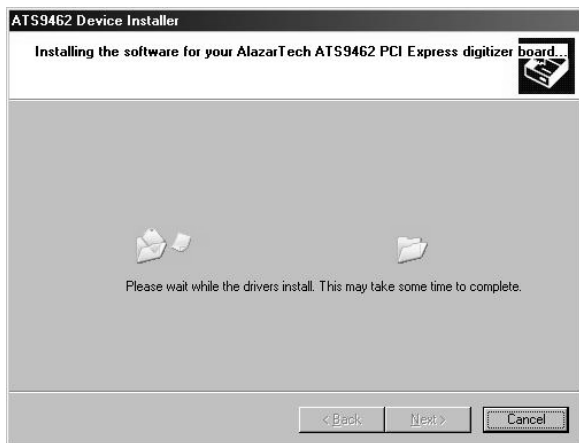 ATS9462 Device Installer
Installing the software for your AlazarTech ATS9462 PCI Express digitizer board...
Please wait while the drivers install. This may take some time to complete.
< Back
Next >
Cancel